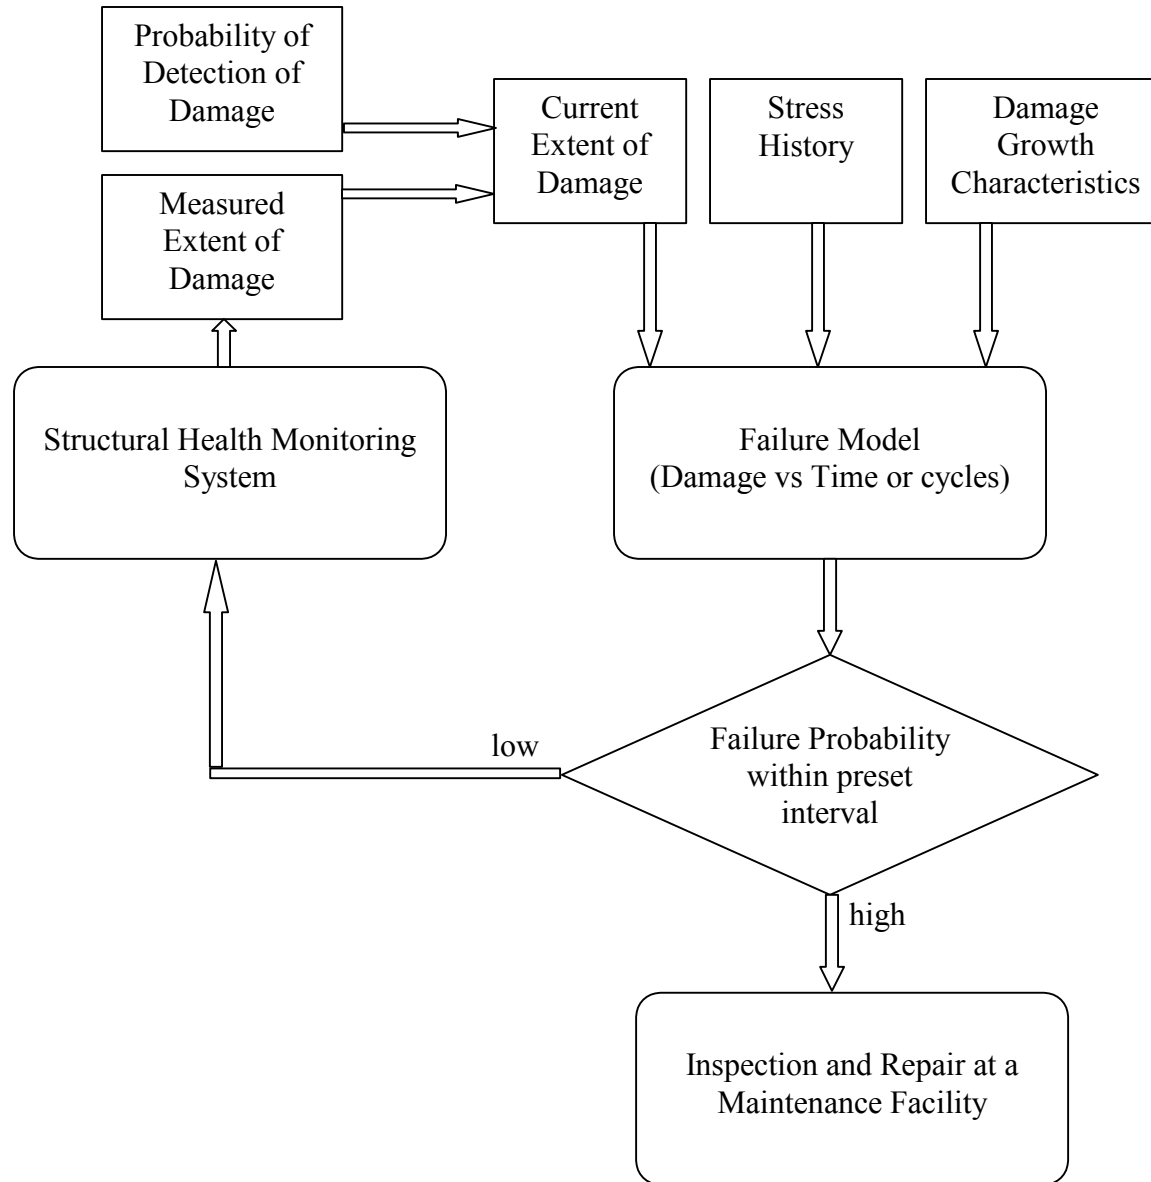 Probability of
Detection of
Damage
Current
Extent of
Damage
Stress
History
Damage
Growth
Characteristics
Measured
Extent of
Damage
Structural Health Monitoring
System
Failure Model
(Damage vs Time or cycles)
low
Failure Probability
within preset
interval
high
Inspection and Repair at a
Maintenance Facility